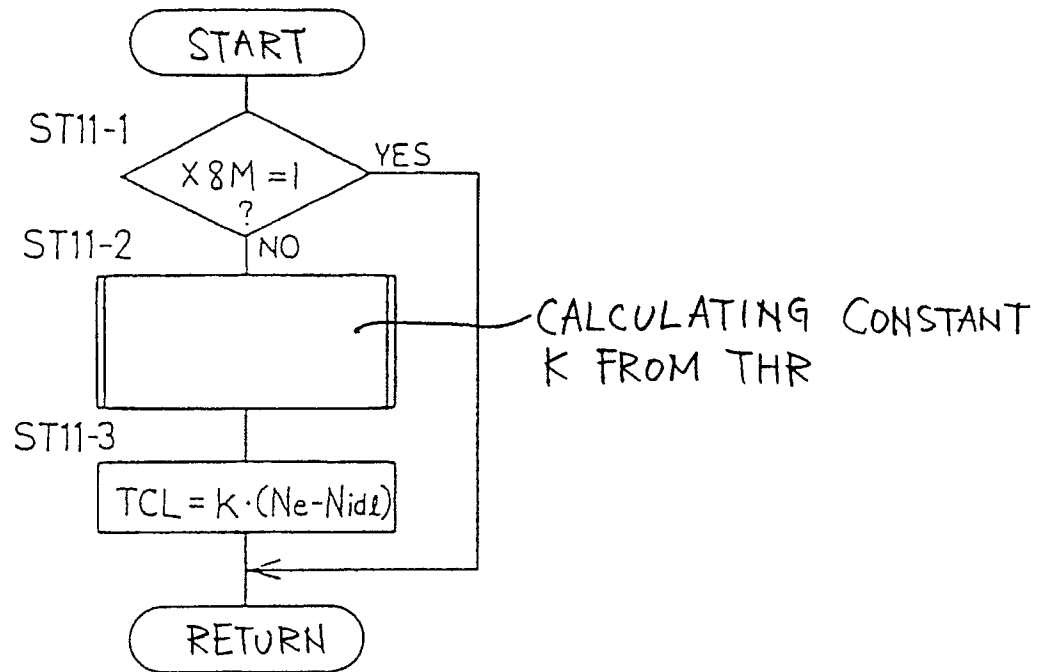 START
ST11-1
X8M=1
?
YES
NO
ST11-2
CALCULATING CONSTANT
K FROM THR
ST11-3
TCL=K·(Ne-Nidl)
RETURN